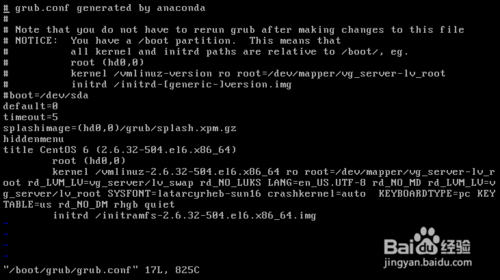 # grub.conf generated by anaconda
#
# Note that you do not have to rerun grub after making changes to this file
# NOTICE:  You have a /boot partition.  This means that
#          all kernel and initrd paths are relative to /boot/, eg.
#          root (hd0,0)
#          kernel /vmlinuz-version ro root=/dev/mapper/vg_server-lv_root
#          initrd /initrd-[generic-]version.img
#boot=/dev/sda
default=0
timeout=5
splashimage=(hd0,0)/grub/splash.xpm.gz
hiddenmenu
title CentOS 6 (2.6.32-504.el6.x86_64)
        root (hd0,0)
        kernel /vmlinuz-2.6.32-504.el6.x86_64 ro root=/dev/mapper/vg_server-lv_r
oot rd_LVM_LV=vg_server/lv_swap rd_NO_LUKS LANG=en_US.UTF-8 rd_NO_MD rd_LVM_LV=v
g_server/lv_root SYSFONT=latarcyrheb-sun16 crashkernel=auto  KEYBOARDTYPE=pc KEY
TABLE=us rd_NO_DM rhgb quiet
        initrd /initramfs-2.6.32-504.el6.x86_64.img
~
~
~
"/boot/grub/grub.conf" 17L, 825C
Baidu经验
jingyan.baidu.com